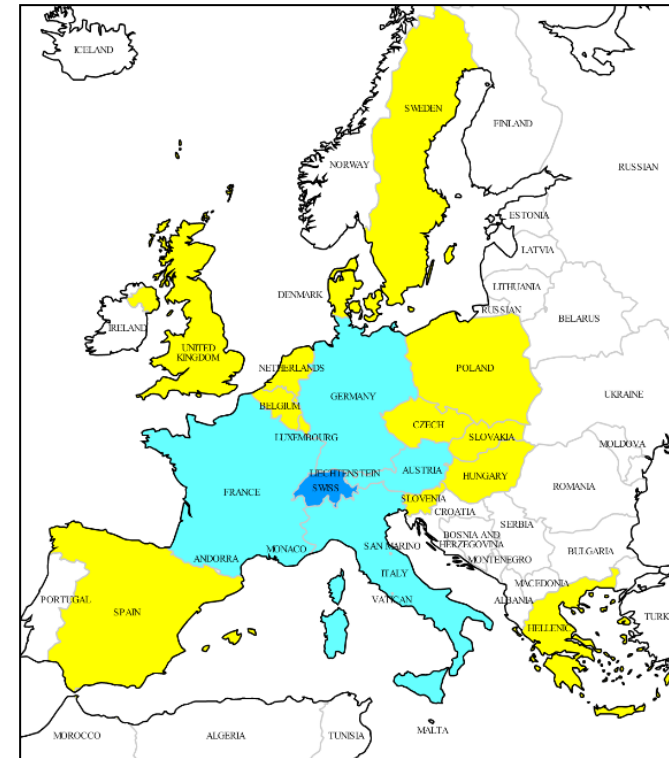 ICELAND
SWEDEN
FINLAND
NORWAY
RUSSIAN
ESTONIA
LATVIA
DENMARK
LITHUANIA
RUSSIAN
BELARUS
IRELAND
UNITED
KINGDOM
NETHERLANDS
POLAND
GERMANY
UKRAINE
BELGIUM
CZECH
LUXEMBOURG
SLOVAKIA
MOLDOVA
LIECHTENSTEIN
AUSTRIA
HUNGARY
SWISS
ROMANIA
FRANCE
SLOVENIA
CROATIA
SERBIA
BOSNIA AND
HERZEGOVINA
MONACO
SAN MARINO
ANDORRA
MONTENEGRO
BULGARIA
ITALY
MACEDONIA
PORTUGAL
VATICAN
ALBANIA
SPAIN
TURK
HELLENIC
MALTA
MOROCCO
ALGERIA
TUNISIA